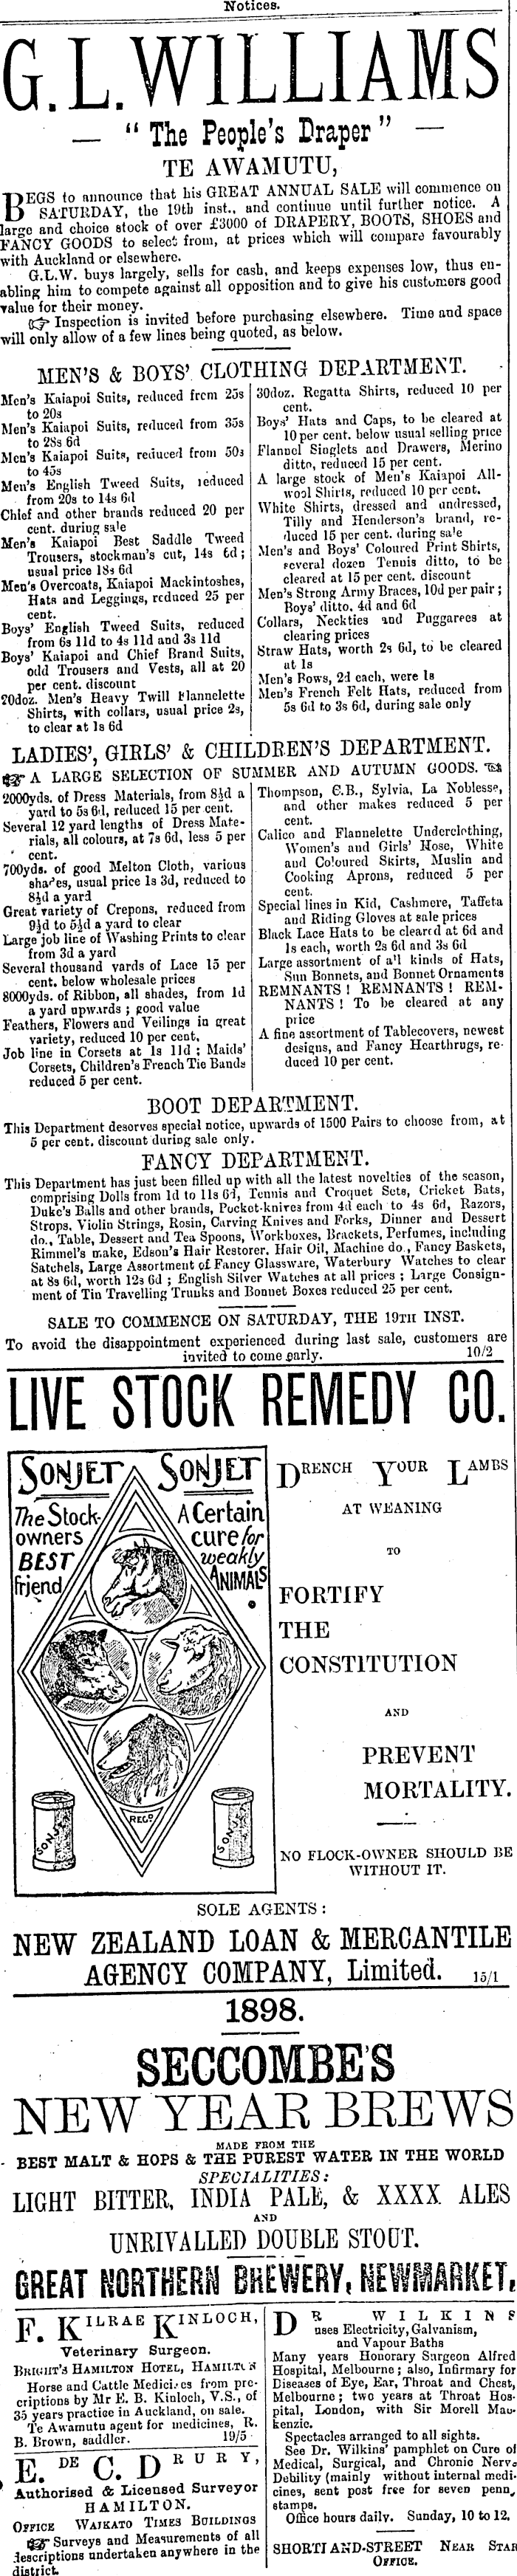 Notices.
G. L. WILLIAMS
— "The People's Draper" —
TE AWAMUTU,
BEGS to announce that his GREAT ANNUAL SALE will commence on
SATURDAY, the 19th inst., and continue until further notice. A
large and choice stock of over £3000 of DRAPERY, BOOTS, SHOES and
FANCY GOODS to select from, at prices which will compare favourably
with Auckland or elsewhere.
G.L.W. buys largely, sells for cash, and keeps expenses low, thus en-
abling him to compete against all opposition and to give his customers good
value for their money.
☞ Inspection is invited before purchasing elsewhere. Time and space
will only allow of a few lines being quoted, as below.
MEN'S & BOYS' CLOTHING DEPARTMENT.
Men's Kaiapoi Suits, reduced from 25s
to 20s
Men's Kaiapoi Suits, reduced from 35s
to 28s 6d
Men's Kaiapoi Suits, reduced from 50s
to 45s
Men's English Tweed Suits, reduced
from 20s to 14s 6d
Chief and other brands reduced 20 per
cent. during sale
Men's Kaiapoi Best Saddle Tweed
Trousers, stockman's cut, 14s 6d;
usual price 18s 6d
Men's Overcoats, Kaiapoi Mackintoshes,
Hats and Leggings, reduced 25 per
cent.
Boys' English Tweed Suits, reduced
from 6s 11d to 4s 11d and 3s 11d
Boys' Kaiapoi and Chief Brand Suits,
odd Trousers and Vests, all at 20
per cent. discount
20doz. Men's Heavy Twill Flannelette
Shirts, with collars, usual price 2s,
to clear at 1s 6d
30doz. Regatta Shirts, reduced 10 per
cent.
Boys' Hats and Caps, to be cleared at
10 per cent. below usual selling price
Flannel Singlets and Drawers, Merino
ditto, reduced 15 per cent.
A large stock of Men's Kaiapoi All-
wool Shirts, reduced 10 per cent.
White Shirts, dressed and undressed,
Tilly and Henderson's brand, re-
duced 15 per cent. during sale
Men's and Boys' Coloured Print Shirts,
several dozen Tennis ditto, to be
cleared at 15 per cent. discount
Men's Strong Army Braces, 10d per pair;
Boys' ditto, 4d and 6d
Collars, Neckties and Puggarees at
clearing prices
Straw Hats, worth 2s 6d, to be cleared
at 1s
Men's Bows, 2d each, were 1s
Men's French Felt Hats, reduced from
5s 6d to 3s 6d, during sale only
LADIES', GIRLS' & CHILDREN'S DEPARTMENT.
☞ A LARGE SELECTION OF SUMMER AND AUTUMN GOODS. ☜
2000yds. of Dress Materials, from 8½d a
yard to 5s 6d, reduced 15 per cent.
Several 12 yard lengths of Dress Mate-
rials, all colours, at 7s 6d, less 5 per
cent.
700yds. of good Melton Cloth, various
shades, usual price 1s 3d, reduced to
8½d a yard
Great variety of Crepons, reduced from
9½d to 5½d a yard to clear
Large job line of Washing Prints to clear
from 3d a yard
Several thousand yards of Lace 15 per
cent. below wholesale prices
8000yds. of Ribbon, all shades, from 1d
a yard upwards; good value
Feathers, Flowers and Veilings in great
variety, reduced 10 per cent.
Job line in Corsets at 1s 11d; Maids'
Corsets, Children's French Tie Bands
reduced 5 per cent.
Thompson, C.B., Sylvia, La Noblesse,
and other makes reduced 5 per
cent.
Calico and Flannelette Underclothing,
Women's and Girls' Hose, White
and Coloured Skirts, Muslin and
Cooking Aprons, reduced 5 per
cent.
Special lines in Kid, Cashmere, Taffeta
and Riding Gloves at sale prices
Black Lace Hats to be cleared at 6d and
1s each, worth 2s 6d and 3s 6d
Large assortment of all kinds of Hats,
Sun Bonnets, and Bonnet Ornaments
REMNANTS! REMNANTS! REM-
NANTS! To be cleared at any
price
A fine assortment of Tablecovers, newest
designs, and Fancy Hearthrugs, re-
duced 10 per cent.
BOOT DEPARTMENT.
This Department deserves special notice, upwards of 1500 Pairs to choose from, at
5 per cent. discount during sale only.
FANCY DEPARTMENT.
This Department has just been filled up with all the latest novelties of the season,
comprising Dolls from 1d to 11s 6d, Tennis and Croquet Sets, Cricket Bats,
Duke's Balls and other brands, Pocket-knives from 4d each to 4s 6d, Razors,
Strops, Violin Strings, Rosin, Carving Knives and Forks, Dinner and Dessert
do., Table, Dessert and Tea Spoons, Workboxes, Brackets, Perfumes, including
Rimmel's make, Edson's Hair Restorer, Hair Oil, Machine do., Fancy Baskets,
Satchels, Large Assortment of Fancy Glassware, Waterbury Watches to clear
at 8s 6d, worth 12s 6d; English Silver Watches at all prices; Large Consign-
ment of Tin Travelling Trunks and Bonnet Boxes reduced 25 per cent.
SALE TO COMMENCE ON SATURDAY, THE 19TH INST.
To avoid the disappointment experienced during last sale, customers are
invited to come early. 10/2
LIVE STOCK REMEDY CO.
SONJET SONJET
The Stock-
owners
BEST
friend
A Certain
cure for
weakly
ANIMALS
REGD
SONJET
SONJET
DRENCH YOUR LAMBS
AT WEANING
TO
FORTIFY
THE
CONSTITUTION
AND
PREVENT
MORTALITY.
NO FLOCK-OWNER SHOULD BE
WITHOUT IT.
SOLE AGENTS:
NEW ZEALAND LOAN & MERCANTILE
AGENCY COMPANY, Limited. 15/1
1898.
SECCOMBE'S
NEW YEAR BREWS
MADE FROM THE
BEST MALT & HOPS & THE PUREST WATER IN THE WORLD
SPECIALITIES:
LIGHT BITTER, INDIA PALE, & XXXX ALES
AND
UNRIVALLED DOUBLE STOUT.
GREAT NORTHERN BREWERY, NEWMARKET,
F. KILRAE KINLOCH,
Veterinary Surgeon.
BRIGHT'S HAMILTON HOTEL, HAMILTON
Horse and Cattle Medicines from pre-
criptions by Mr E. B. Kinloch, V.S., of
35 years practice in Auckland, on sale.
Te Awamutu agent for medicines, R.
B. Brown, saddler. 19/5
E. DE C. DRURY,
Authorised & Licensed Surveyor
HAMILTON.
OFFICE WAIKATO TIMES BUILDINGS
☞ Surveys and Measurements of all
descriptions undertaken anywhere in the
district.
DR WILKINS
uses Electricity, Galvanism,
and Vapour Baths
Many years Honorary Surgeon Alfred
Hospital, Melbourne; also, Infirmary for
Diseases of Eye, Ear, Throat and Chest,
Melbourne; two years at Throat Hos-
pital, London, with Sir Morell Mac-
kenzie.
Spectacles arranged to all sights.
See Dr. Wilkins' pamphlet on Cure of
Medical, Surgical, and Chronic Nerve
Debility (mainly without internal medi-
cines, sent post free for seven penny
stamps.
Office hours daily. Sunday, 10 to 12.
SHORTLAND-STREET NEAR STAR
OFFICE.